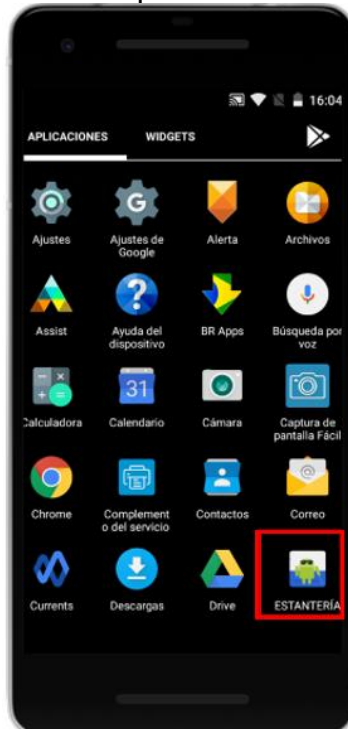 16:04
APLICACIONES WIDGETS
Ajustes
Ajustes de
Google
Alerta
Archivos
Assist
Ayuda del
dispositivo
BR Apps
Búsqueda por
voz
Calculadora
31
Calendario
Cámara
Captura de
pantalla Fácil
Chrome
Complement
o del servicio
Contactos
Correo
Currents
Descargas
Drive
ESTANTERÍA